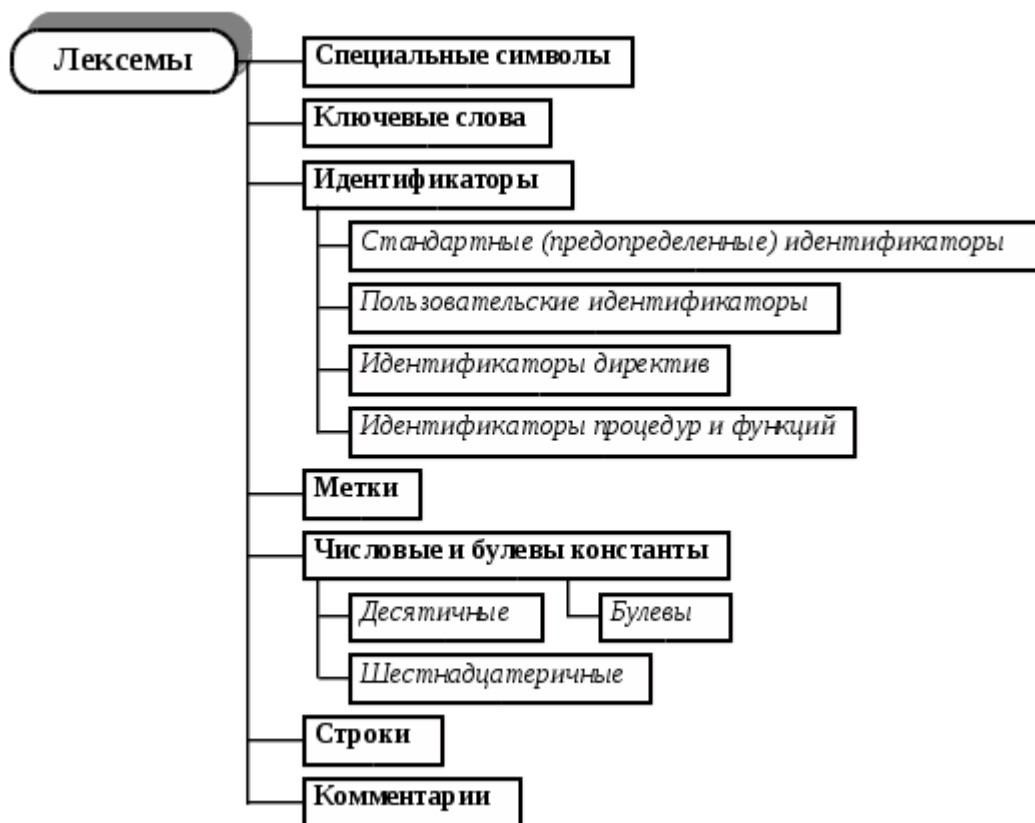 Лексемы
Специальные символы
Ключевые слова
Идентификаторы
Стандартные (предопределенные) идентификаторы
Пользовательские идентификаторы
Идентификаторы директив
Идентификаторы процедур и функций
Метки
Числовые и булевы константы
Десятичные
Булевы
Шестнадцатеричные
Строки
Комментарии